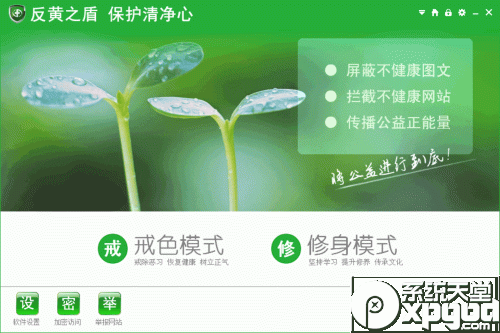 反黄之盾 保护清净心
屏蔽不健康图文
拦截不健康网站
传播公益正能量
将公益进行到底!
戒 戒色模式
戒除恶习 恢复健康 树立正气
修 修身模式
坚持学习 提升修养 传承文化
设 密 举
软件设置 加密访问 举报网站
系统天堂
xpgod
.com